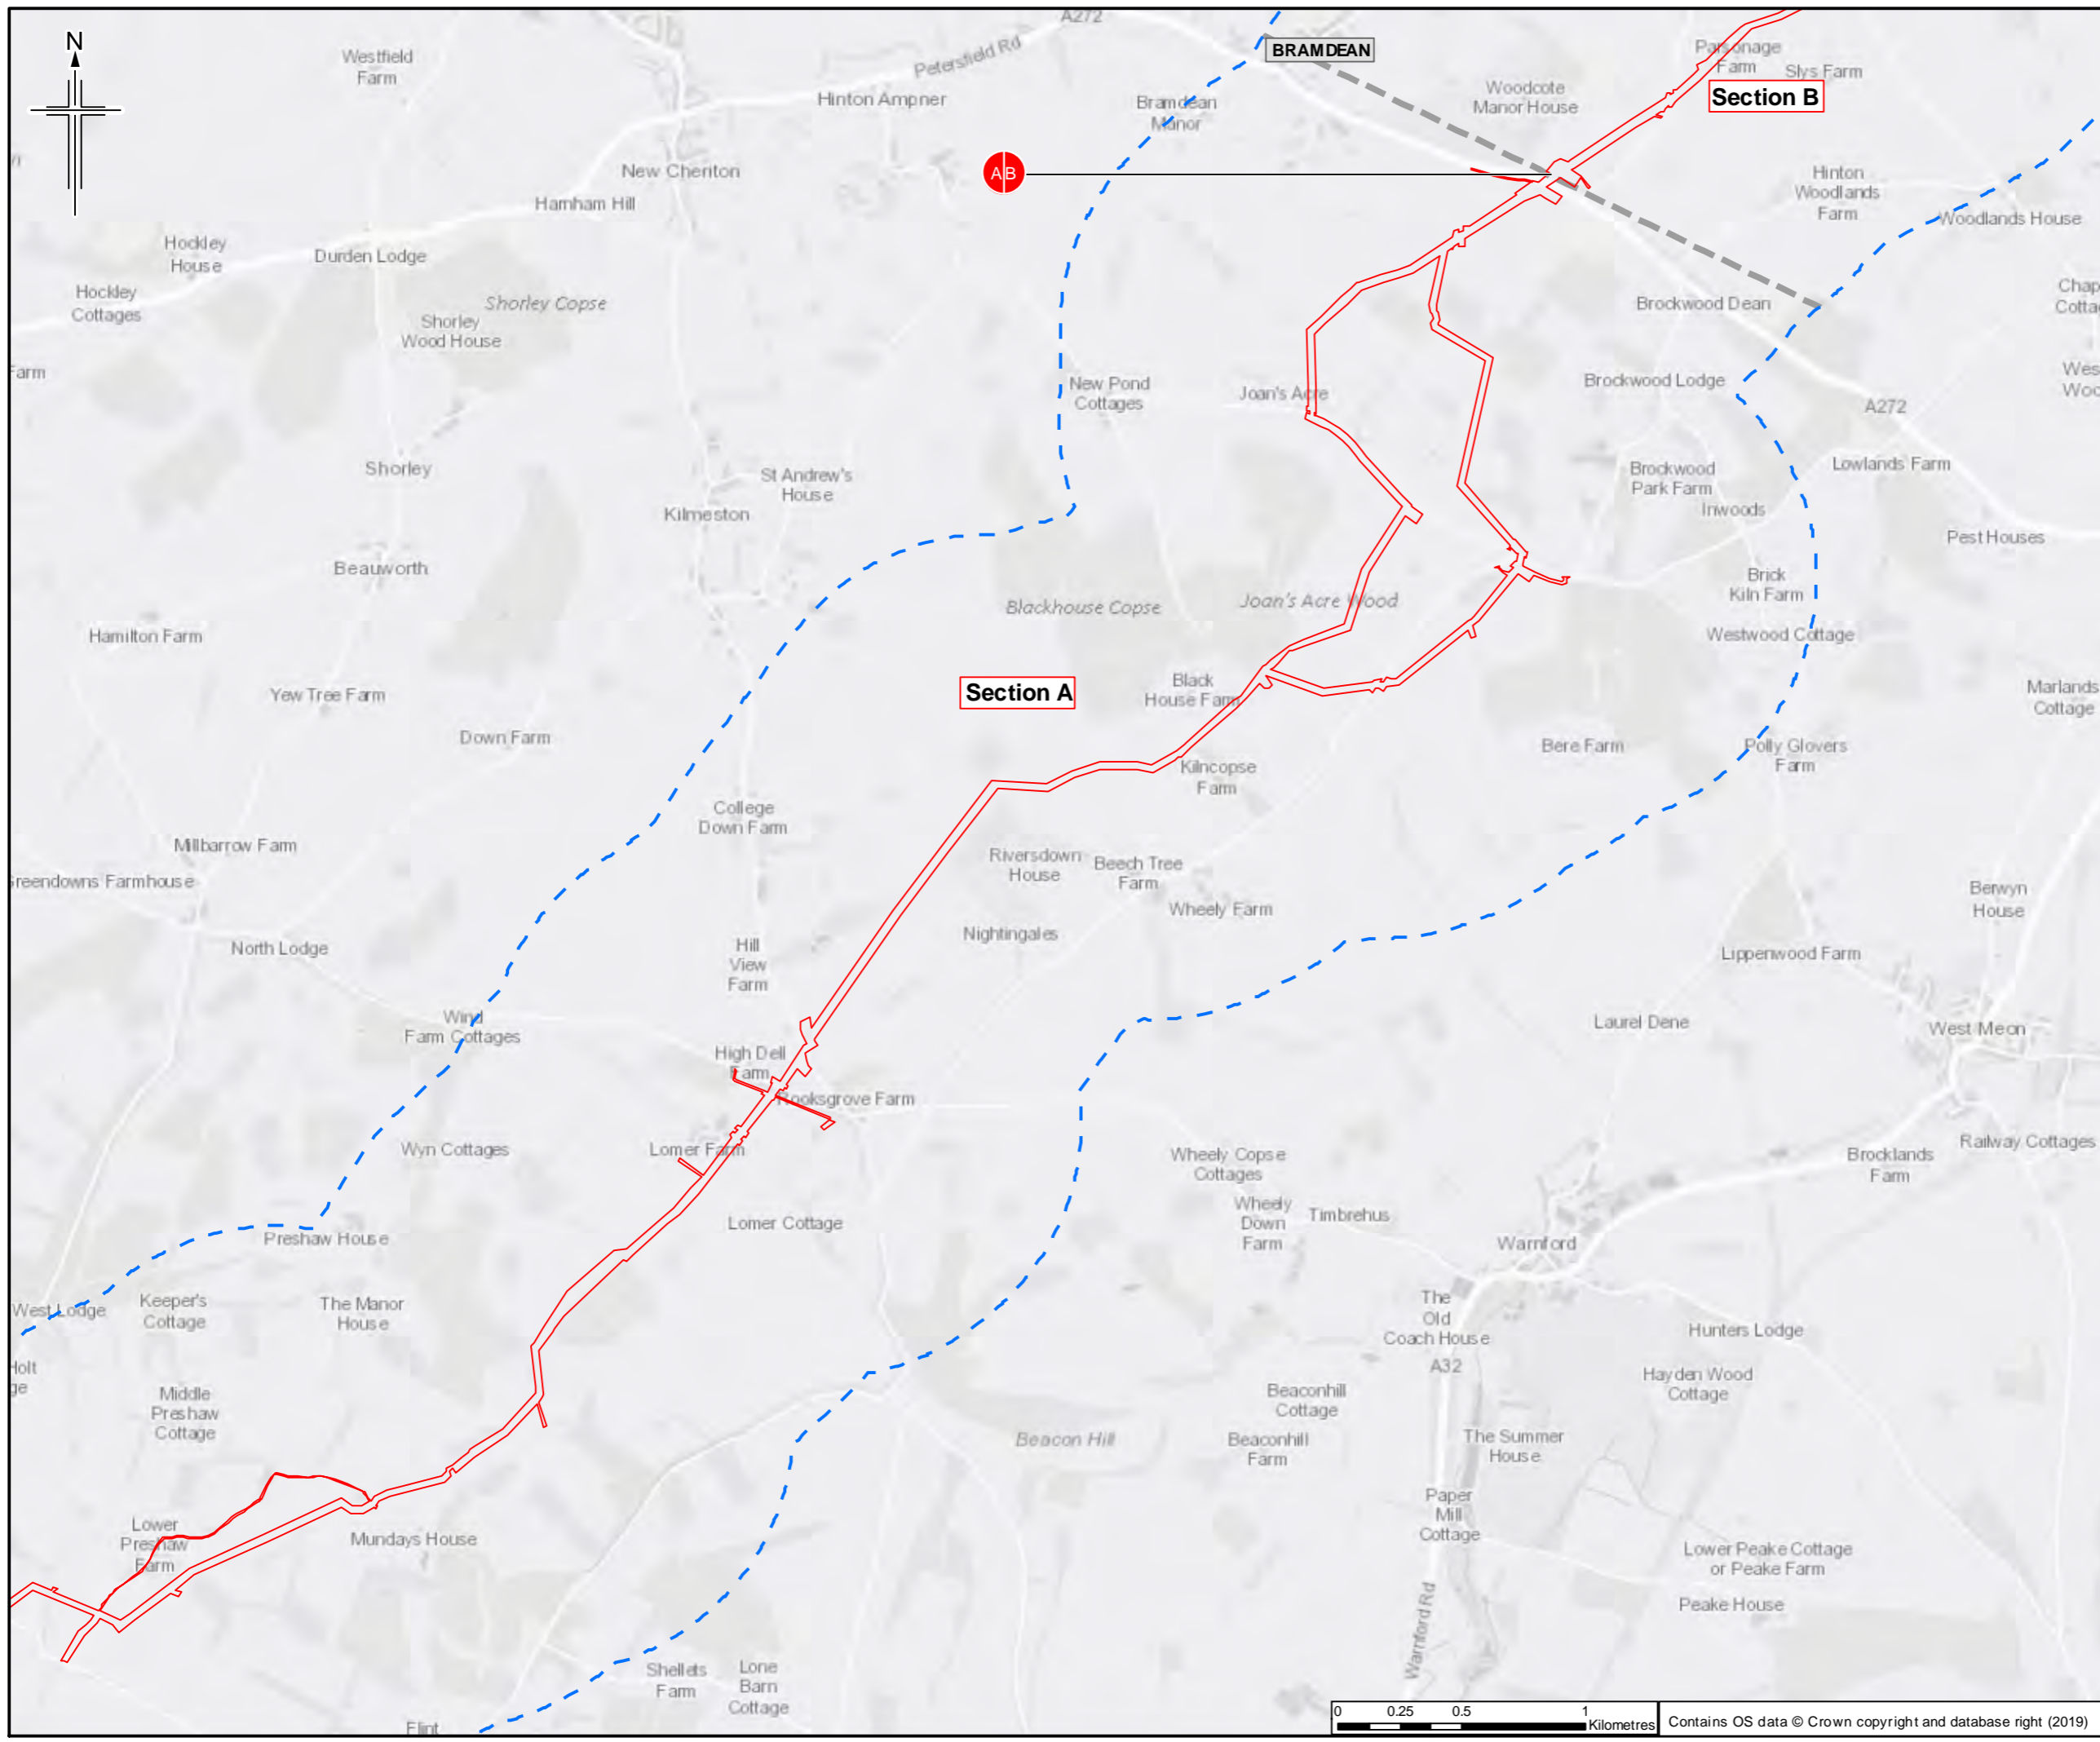 A272
N
BRAMDEAN
Petersfield Rd
Westfield
Farm
Parsonage
Farm
Slys Farm
Section B
Woodcote
Manor House
Hinton Ampner
Bramdean
Manor
New Cheriton
A B
Hinton
Woodlands
Farm
Harnham Hill
Woodlands House
Hockley
House
Durden Lodge
Hockley
Cottages
Shorley Copse
Shorley
Wood House
Brockwood Dean
Chap
Cotta
Farm
New Pond
Cottages
Joan's Acre
Brockwood Lodge
Wes
Woo
A272
Shorley
St Andrew's
House
Brockwood
Park Farm
Lowlands Farm
Kilmeston
Inwoods
Pest Houses
Beauworth
Brick
Kiln Farm
Blackhouse Copse
Joan's Acre Wood
Hamilton Farm
Westwood Cottage
Section A
Yew Tree Farm
Black
House Farm
Marlands
Cottage
Down Farm
Bere Farm
Polly Glovers
Farm
Kilncopse
Farm
College
Down Farm
Millbarrow Farm
Riversdown
House
Beech Tree
Farm
Greendowns Farmhouse
Berwyn
House
Wheely Farm
North Lodge
Nightingales
Hill
View
Farm
Lippenwood Farm
Wind
Farm Cottages
Laurel Dene
West Meon
High Dell
Farm
Rooksgrove Farm
Wyn Cottages
Lomer Farm
Wheely Copse
Cottages
Brocklands
Farm
Railway Cottages
Lomer Cottage
Wheely
Down
Farm
Timbrehus
Preshaw House
Warnford
West Lodge
Keeper's
Cottage
The Manor
House
The
Old
Coach House
Hunters Lodge
Holt
ge
A32
Middle
Preshaw
Cottage
Beaconhill
Cottage
Hayden Wood
Cottage
Beacon Hill
Beaconhill
Farm
The Summer
House
Lower
Preshaw
Farm
Mundays House
Paper
Mill
Cottage
Lower Peake Cottage
or Peake Farm
Peake House
Warnford Rd
Shellets
Farm
Lone
Barn
Cottage
Flint
0 0.25 0.5 1
Kilometres
Contains OS data © Crown copyright and database right (2019)